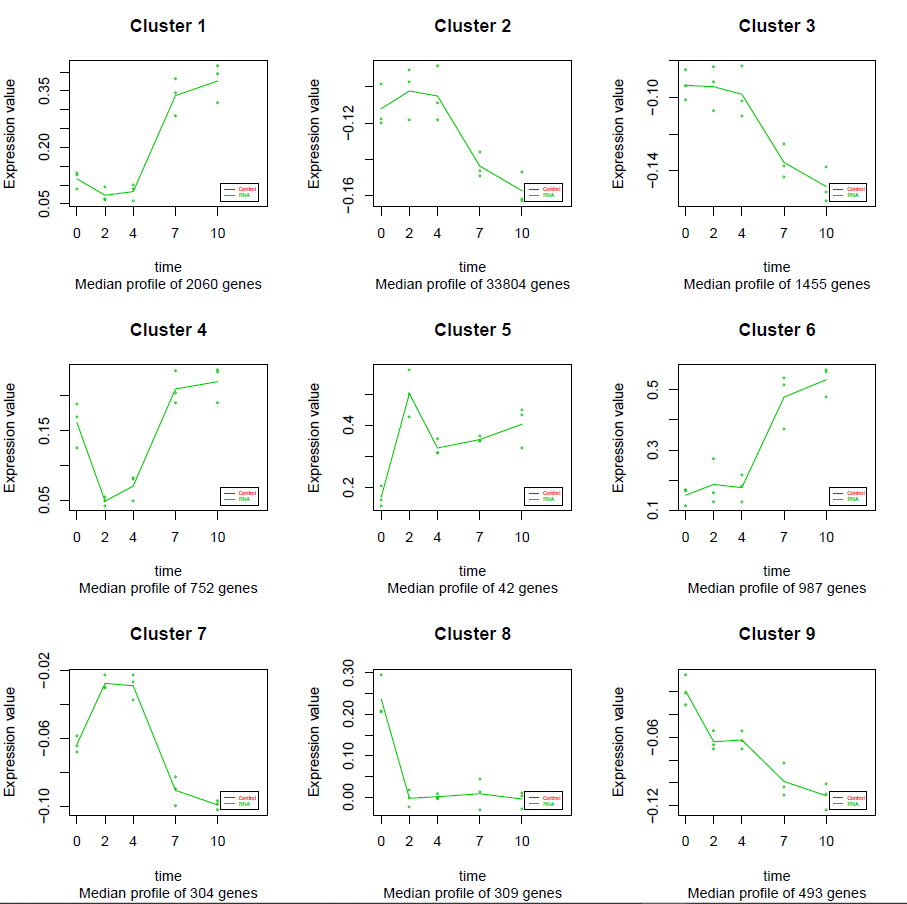 Cluster 1
Expression value
0.05 0.20 0.35
Control
RNA
0 2 4 7 10
time
Median profile of 2060 genes
Cluster 2
Expression value
−0.16 −0.12
Control
RNA
0 2 4 7 10
time
Median profile of 33804 genes
Cluster 3
Expression value
−0.14 −0.10
Control
RNA
0 2 4 7 10
time
Median profile of 1455 genes
Cluster 4
Expression value
0.05 0.15
Control
RNA
0 2 4 7 10
time
Median profile of 752 genes
Cluster 5
Expression value
0.2 0.4
Control
RNA
0 2 4 7 10
time
Median profile of 42 genes
Cluster 6
Expression value
0.1 0.3 0.5
Control
RNA
0 2 4 7 10
time
Median profile of 987 genes
Cluster 7
Expression value
−0.10 −0.06 −0.02
Control
RNA
0 2 4 7 10
time
Median profile of 304 genes
Cluster 8
Expression value
0.00 0.10 0.20 0.30
Control
RNA
0 2 4 7 10
time
Median profile of 309 genes
Cluster 9
Expression value
−0.12 −0.06
Control
RNA
0 2 4 7 10
time
Median profile of 493 genes